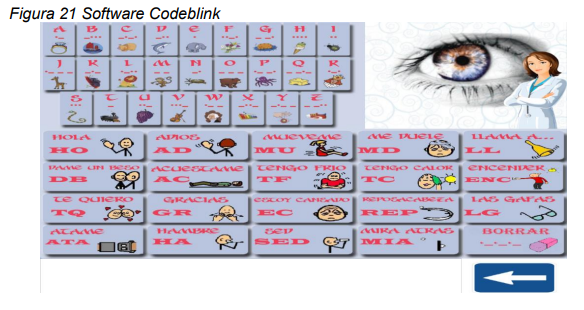 Figura 21 Software Codeblink
A B C D E F G H I
J K L M N O P Q R
S T U V W X Y Z
HOLA ADIOS MUEVEME ME DUELE LLAMA A...
HO AD MU MD LL
DAME UN BESO ACUESTAME TENGO FRIO TENGO CALOR ENCENDER
DB AC TF TC ENC
TE QUIERO GRACIAS ESTOY CANSADO REPOSACABEZA LAS GAFAS
TQ GR EC REP LG
ATAME HAMBRE SED MIRA ATRAS BORRAR
ATA HA SED MIA